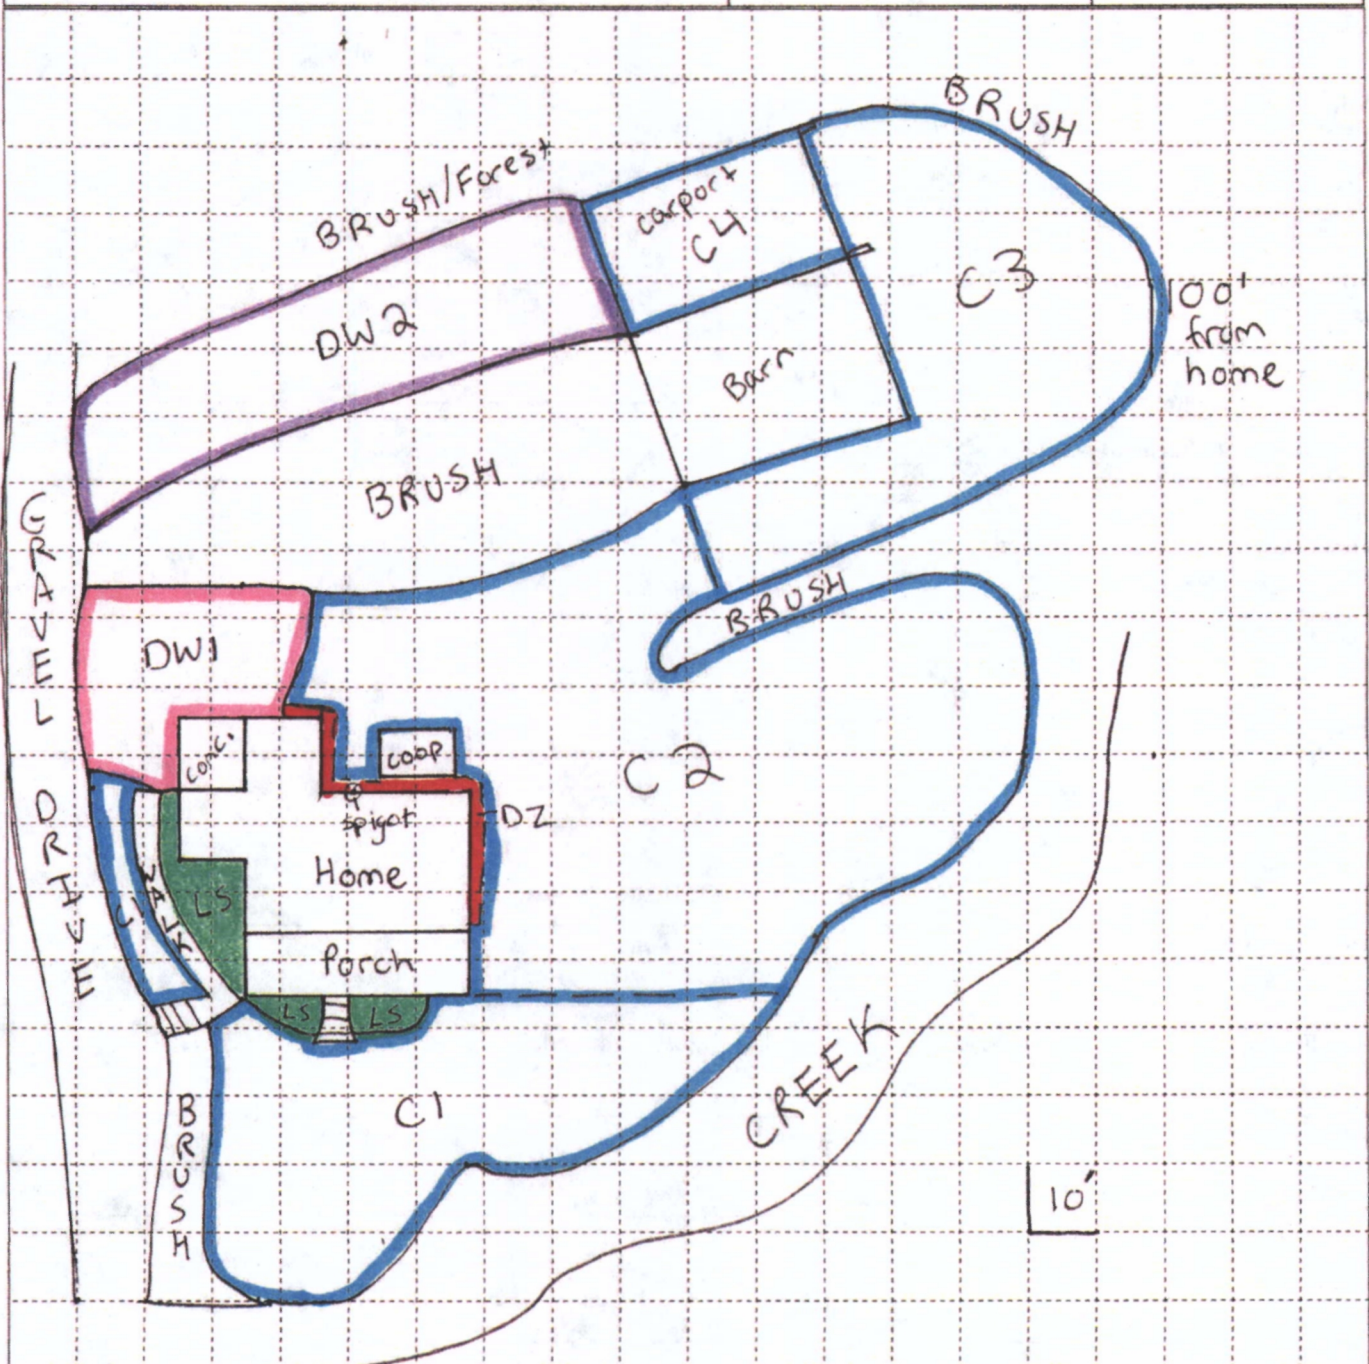 BRUSH
BRUSH/Forest
carport
C4
C3
100'
from
home
DW2
Barn
BRUSH
GRAVEL DRIVE
BRUSH
DW1
conc.
coop
C2
spigot
DZ
Home
WALK
LS
U
Porch
LS
LS
C1
BRUSH
CREEK
10'